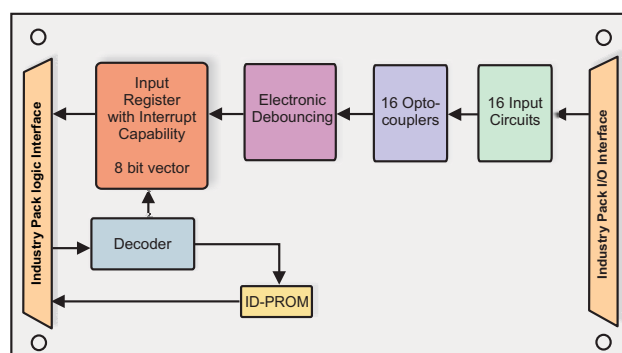 Industry Pack logic Interface
Input
Register
with Interrupt
Capability
8 bit vector
Electronic
Debouncing
16 Opto-
couplers
16 Input
Circuits
Industry Pack I/O Interface
Decoder
ID-PROM